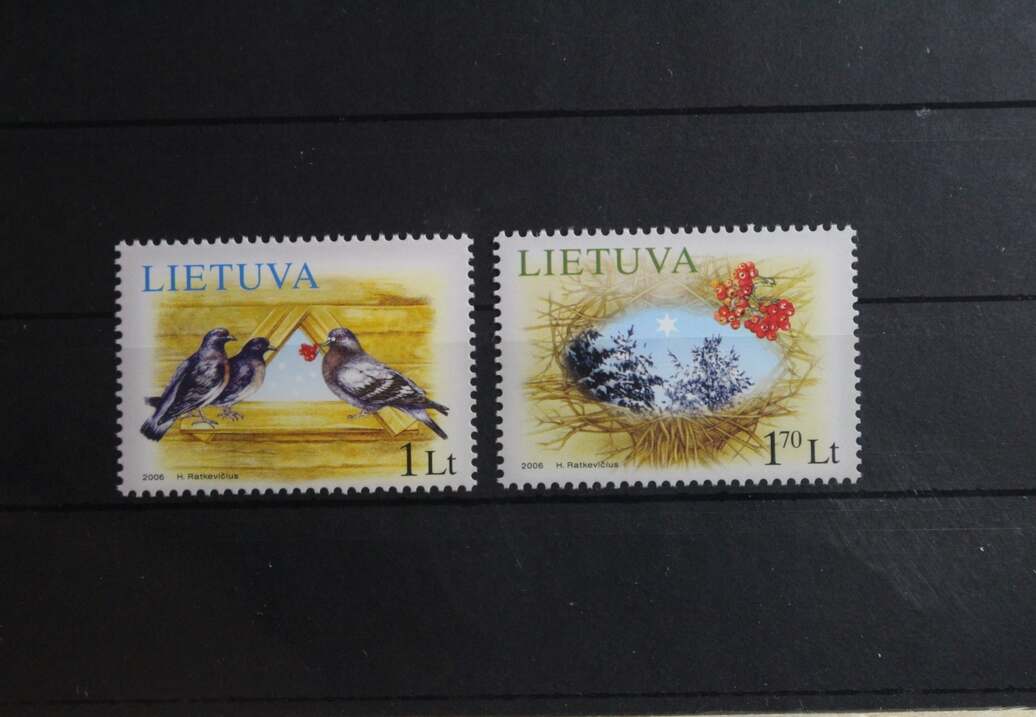 LIETUVA
1 Lt
2006 H. Ratkevičius
LIETUVA
1⁷⁰ Lt
2006 H. Ratkevičius